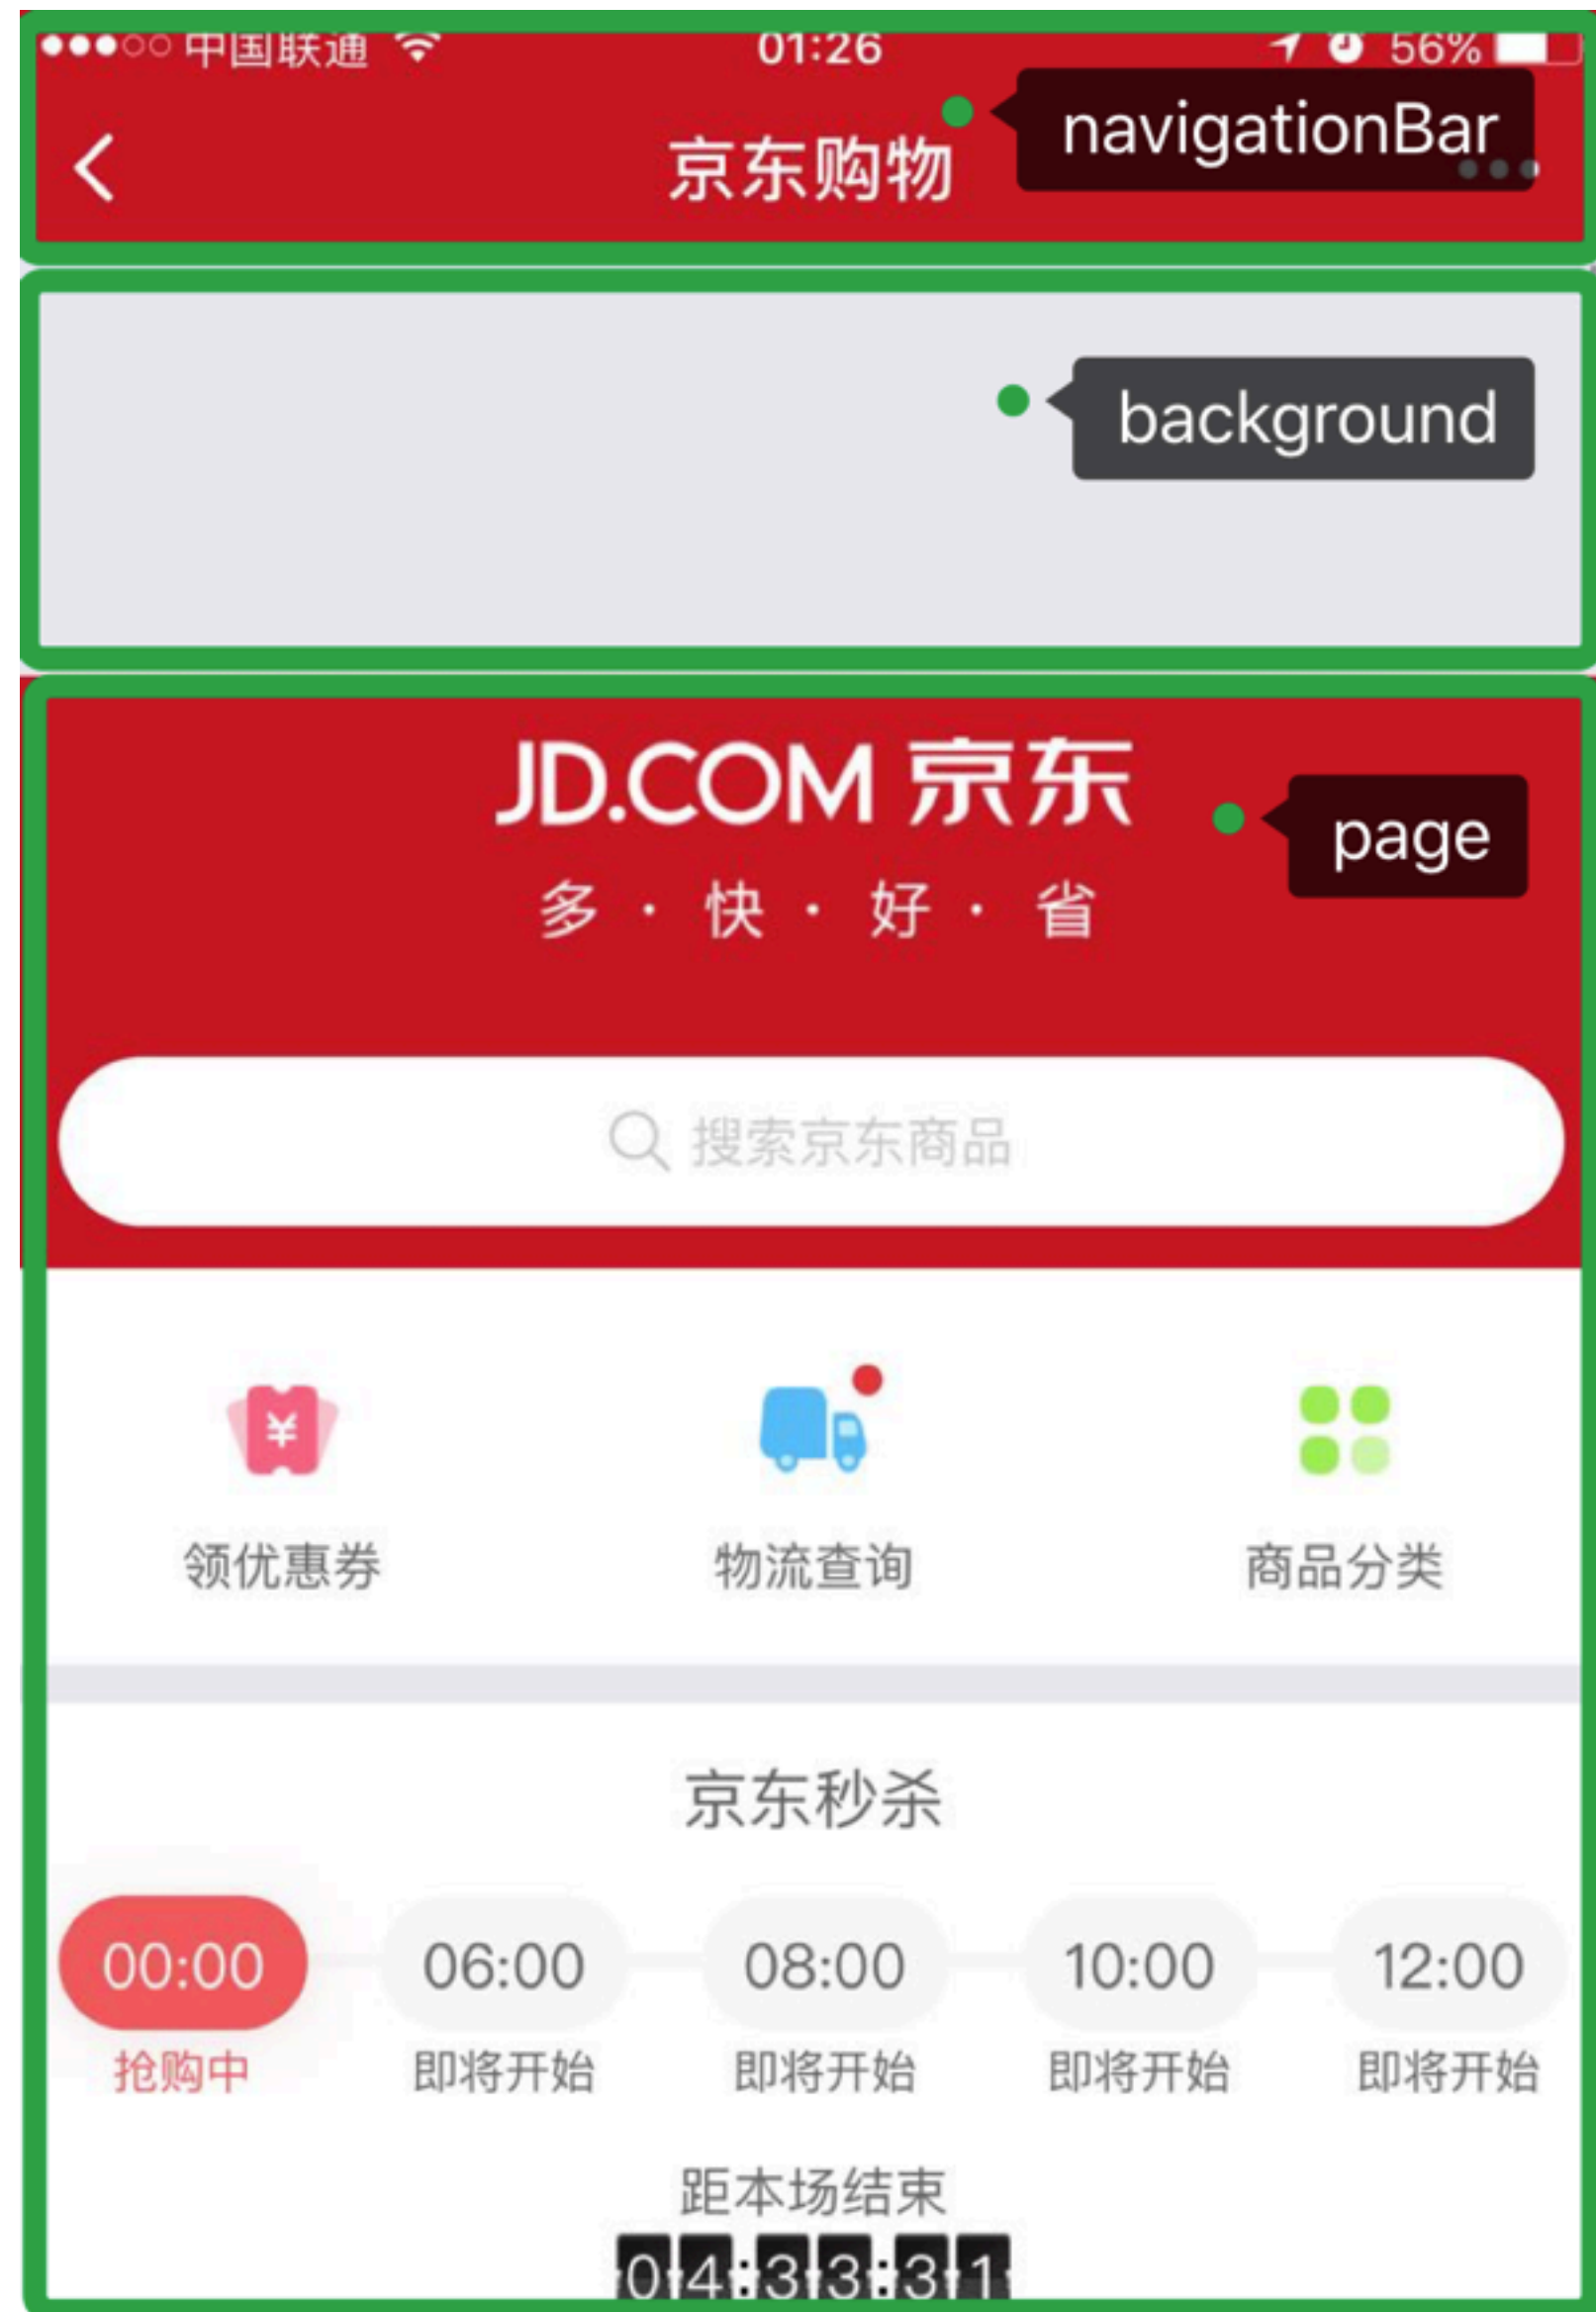 中国联通 01:26 56%
navigationBar
京东购物
background
JD.COM 京东
page
多 · 快 · 好 · 省
搜索京东商品
领优惠券 物流查询 商品分类
京东秒杀
00:00 06:00 08:00 10:00 12:00
抢购中 即将开始 即将开始 即将开始 即将开始
距本场结束
04:33:31